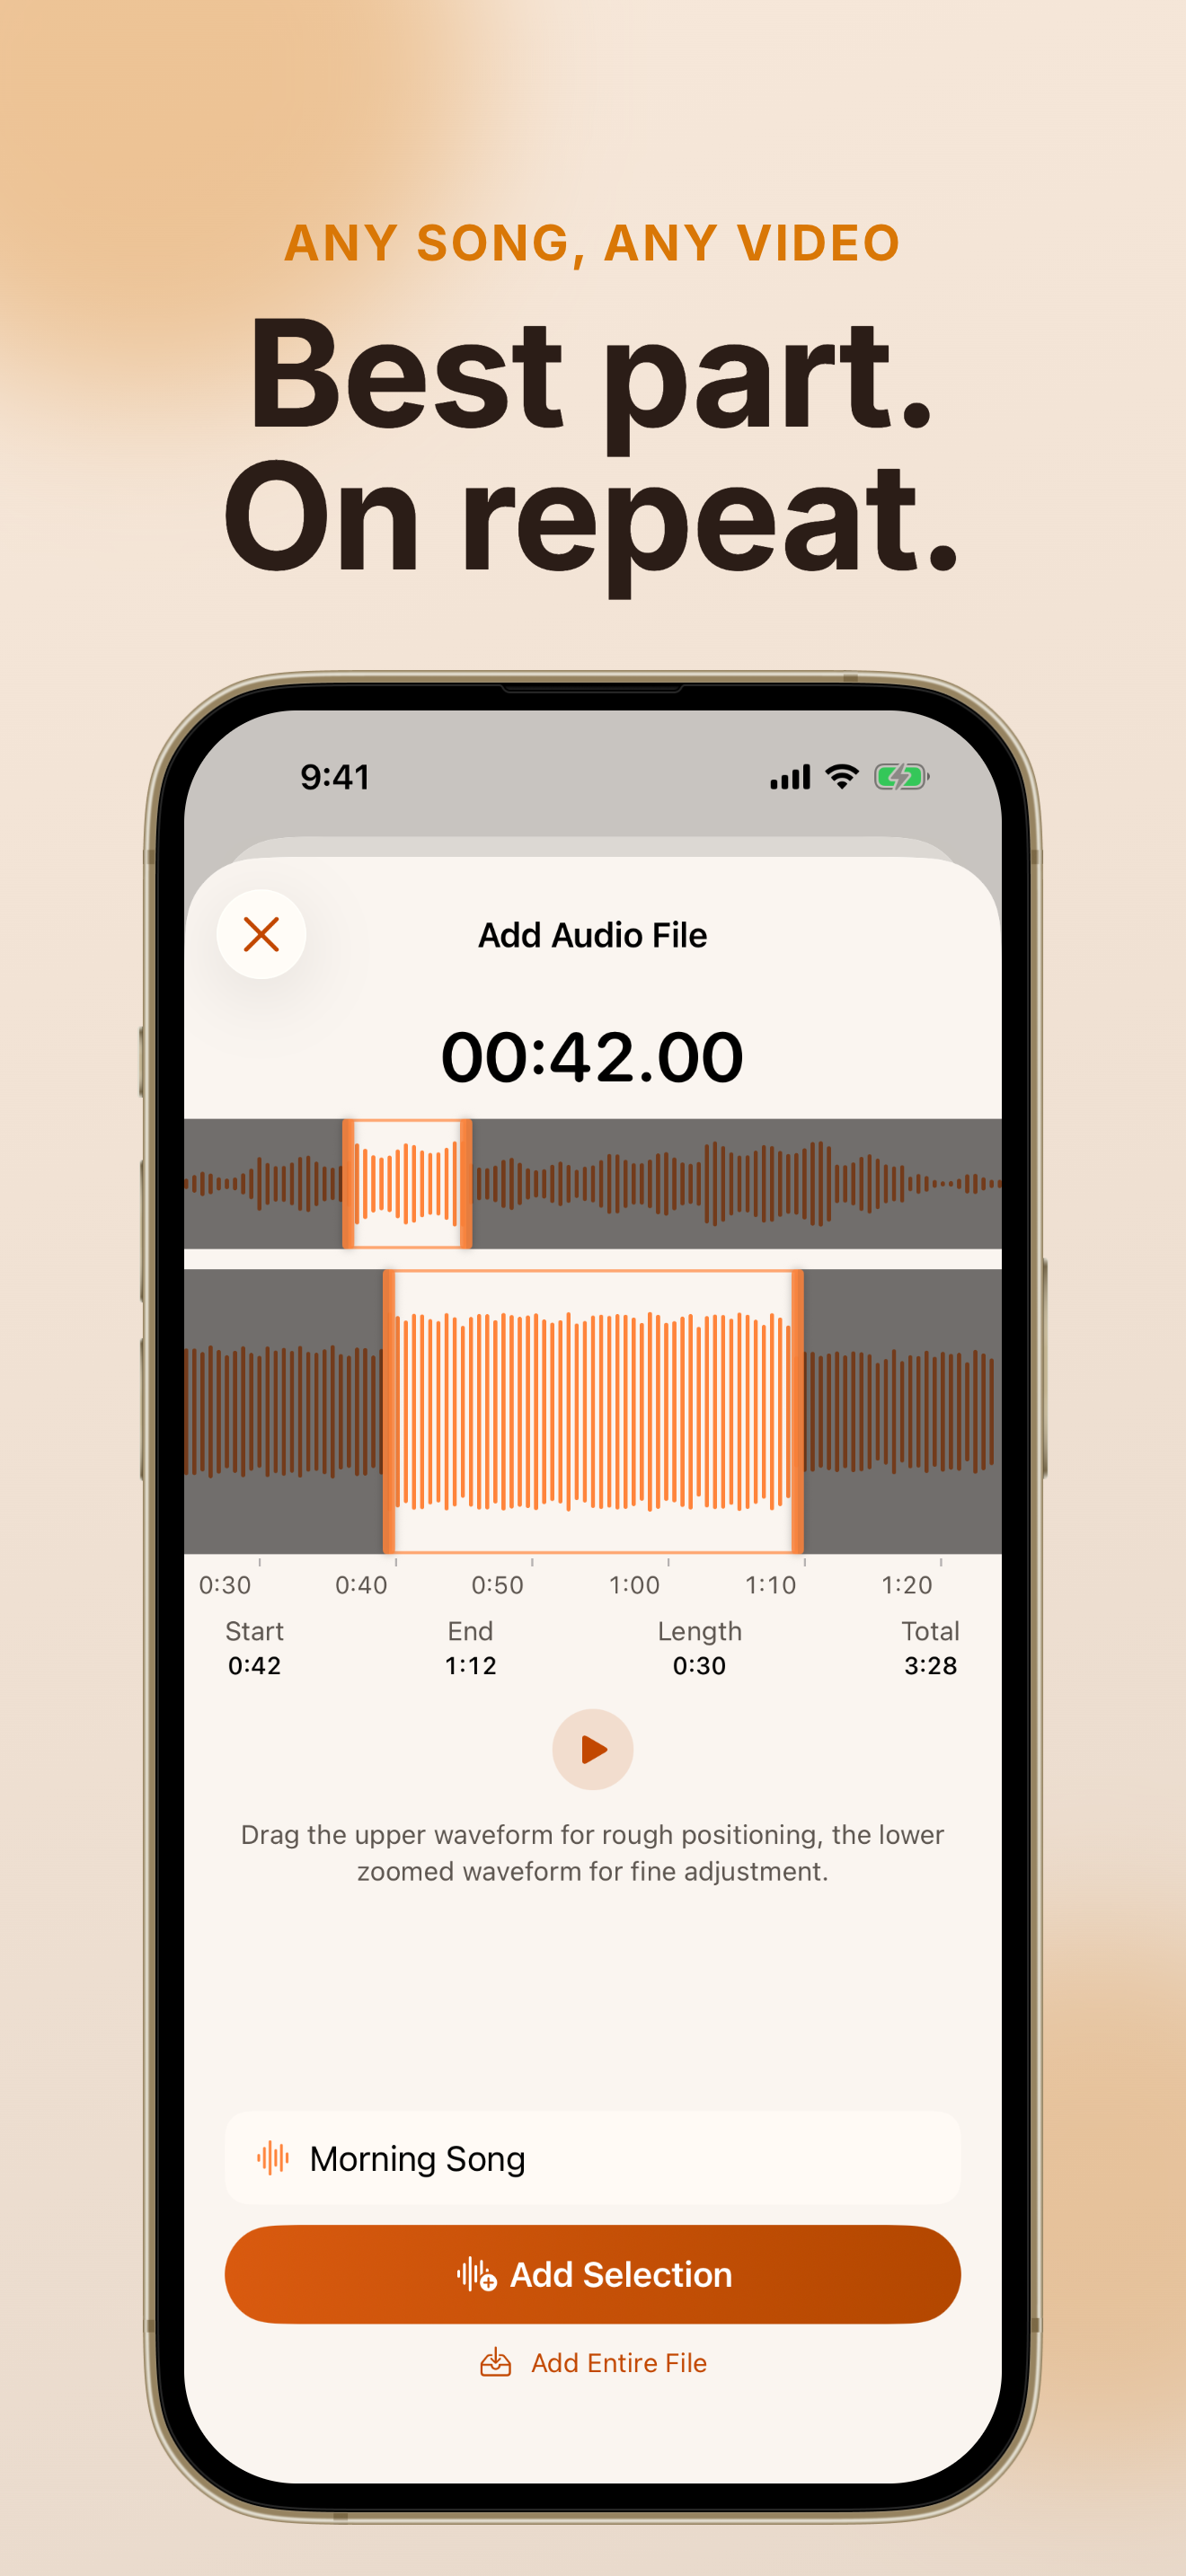 ANY SONG, ANY VIDEO
Best part.
On repeat.
9:41
Add Audio File
00:42.00
0:30 0:40 0:50 1:00 1:10 1:20
Start End Length Total
0:42 1:12 0:30 3:28
Drag the upper waveform for rough positioning, the lower
zoomed waveform for fine adjustment.
Morning Song
Add Selection
Add Entire File